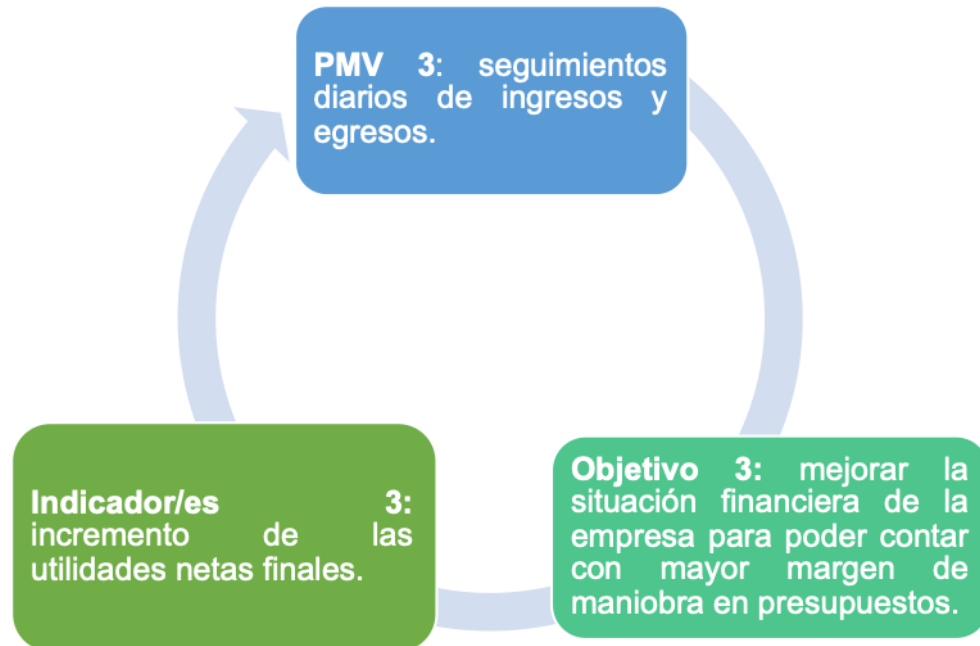 PMV 3: seguimientos
diarios de ingresos y
egresos.
Indicador/es 3:
incremento de las
utilidades netas finales.
Objetivo 3: mejorar la
situación financiera de la
empresa para poder contar
con mayor margen de
maniobra en presupuestos.